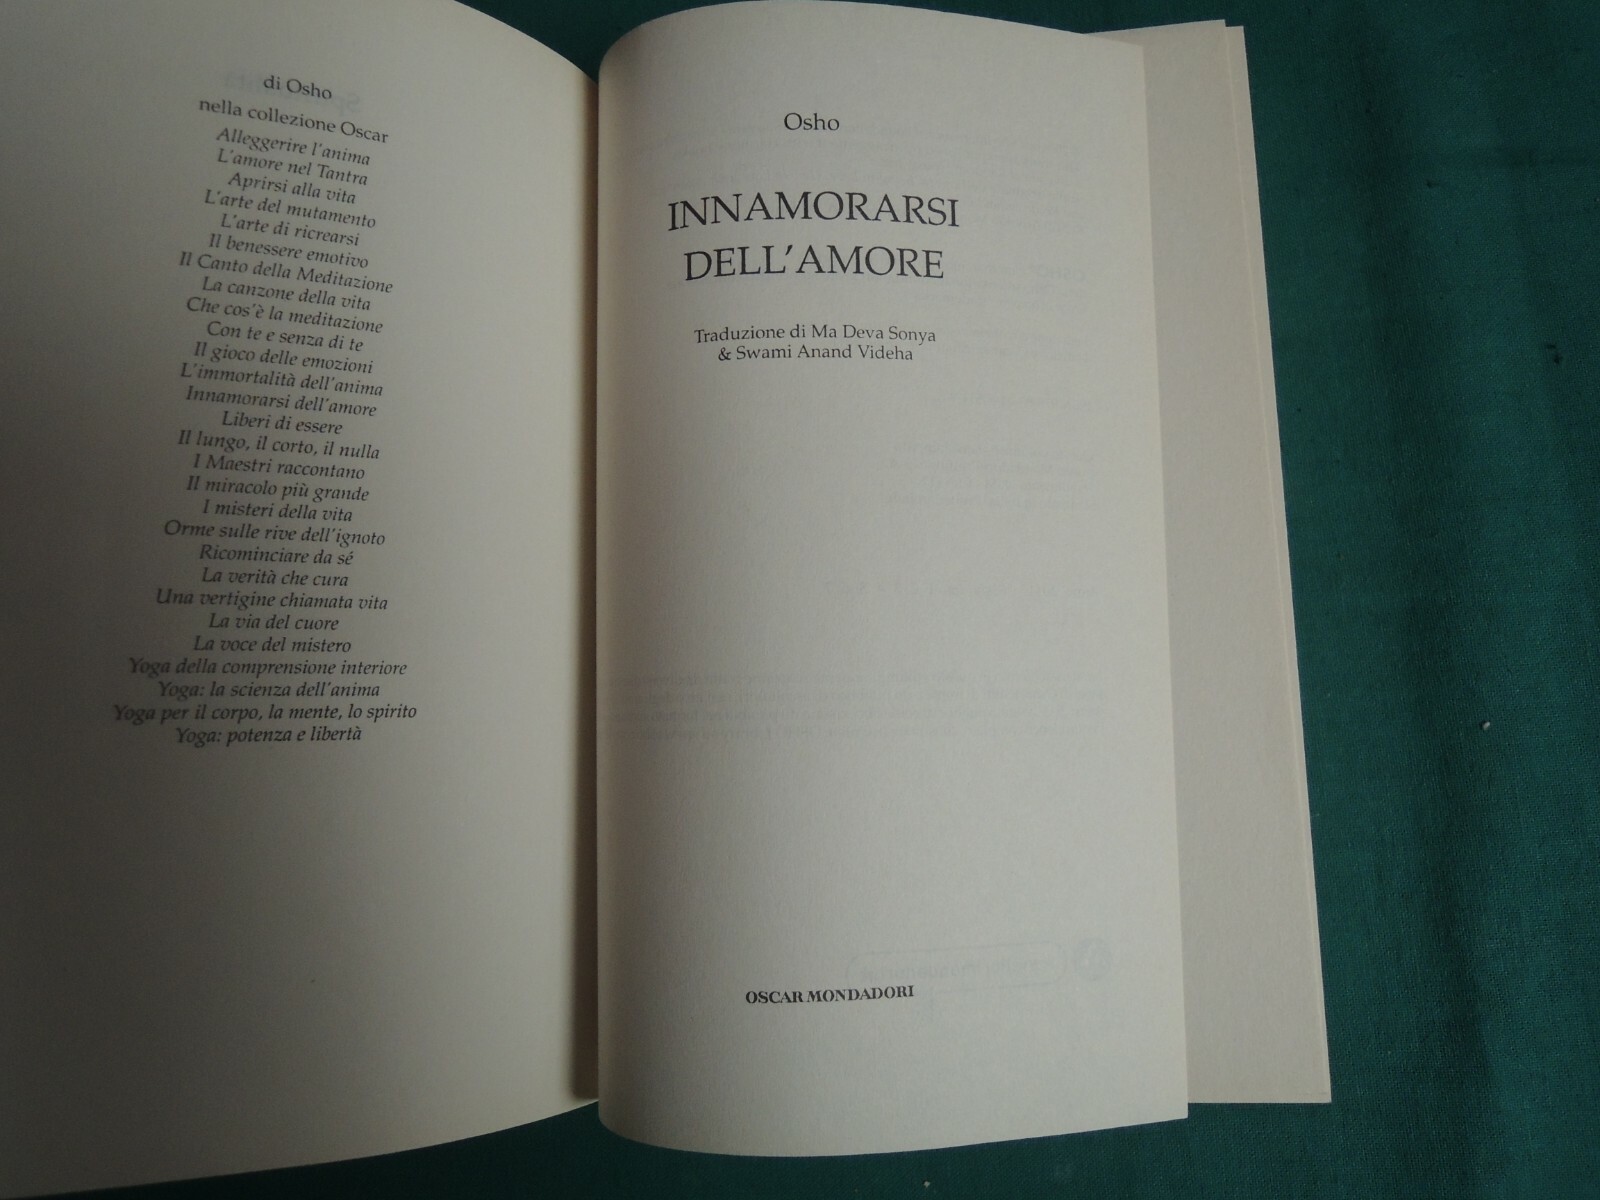 di Osho
nella collezione Oscar
Alleggerire l'anima
L'amore nel Tantra
Aprirsi alla vita
L'arte del mutamento
L'arte di ricrearsi
Il benessere emotivo
Il Canto della Meditazione
La canzone della vita
Che cos'è la meditazione
Con te e senza di te
Il gioco delle emozioni
L'immortalità dell'anima
Innamorarsi dell'amore
Liberi di essere
Il lungo, il corto, il nulla
I Maestri raccontano
Il miracolo più grande
I misteri della vita
Orme sulle rive dell'ignoto
Ricominciare da sé
La verità che cura
Una vertigine chiamata vita
La via del cuore
La voce del mistero
Yoga della comprensione interiore
Yoga: la scienza dell'anima
Yoga per il corpo, la mente, lo spirito
Yoga: potenza e libertà
Osho
INNAMORARSI
DELL'AMORE
Traduzione di Ma Deva Sonya
& Swami Anand Videha
OSCAR MONDADORI